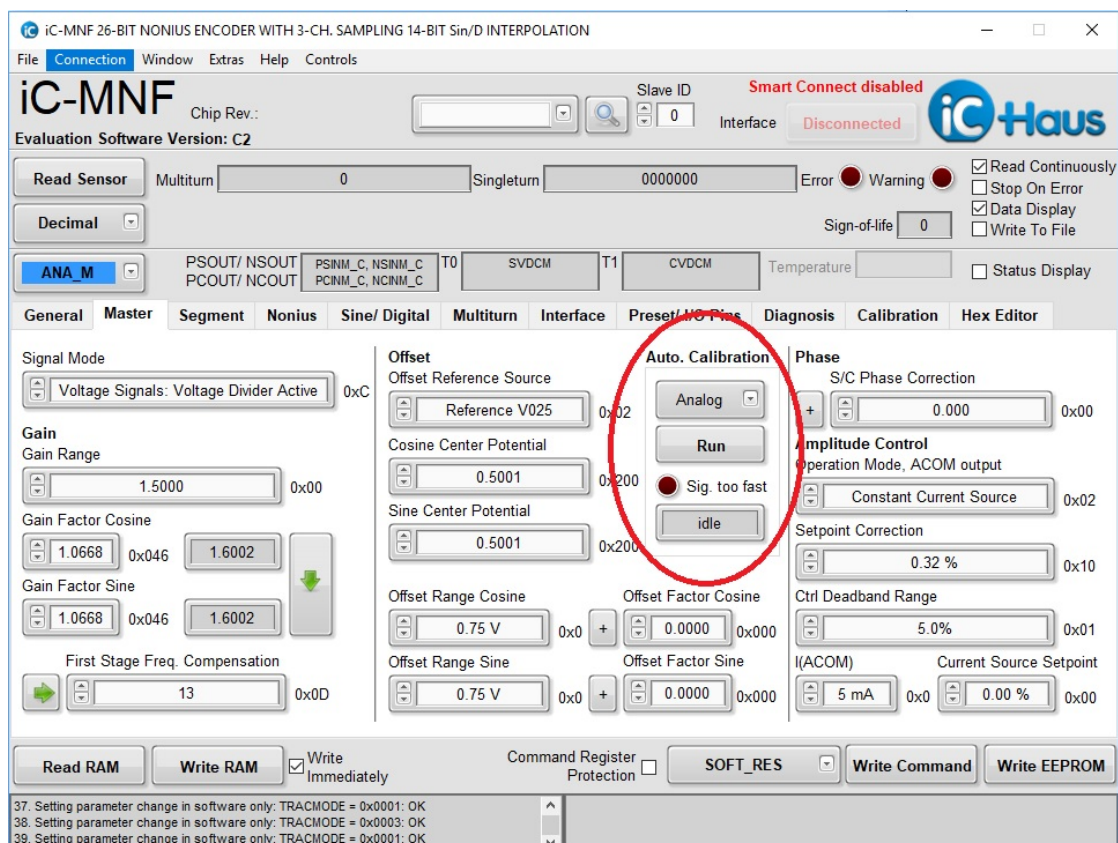 iC-MNF 26-BIT NONIUS ENCODER WITH 3-CH. SAMPLING 14-BIT Sin/D INTERPOLATION
File Connection Window Extras Help Controls
iC-MNF Chip Rev.:
Slave ID
0
Smart Connect disabled
Interface Disconnected
iC Haus
Evaluation Software Version: C2
Read Sensor Multiturn 0 Singleturn 0000000 Error Warning
Read Continuously
Stop On Error
Data Display
Write To File
Decimal
Sign-of-life 0
ANA_M
PSOUT/ NSOUT PSINM_C, NSINM_C
PCOUT/ NCOUT PCINM_C, NCINM_C
T0 SVDCM T1 CVDCM Temperature Status Display
General Master Segment Nonius Sine/ Digital Multiturn Interface Preset/ I/O Pins Diagnosis Calibration Hex Editor
Signal Mode
Voltage Signals: Voltage Divider Active 0xC
Gain
Gain Range
1.5000 0x00
Gain Factor Cosine
1.0668 0x046 1.6002
Gain Factor Sine
1.0668 0x046 1.6002
First Stage Freq. Compensation
13 0x0D
Offset
Offset Reference Source
Reference V025 0x02
Cosine Center Potential
0.5001 0x200
Sine Center Potential
0.5001 0x200
Auto. Calibration
Analog
Run
Sig. too fast
idle
Offset Range Cosine Offset Factor Cosine
0.75 V 0x0 + 0.0000 0x000
Offset Range Sine Offset Factor Sine
0.75 V 0x0 + 0.0000 0x000
Phase
S/C Phase Correction
+ 0.000 0x00
Amplitude Control
Operation Mode, ACOM output
Constant Current Source 0x02
Setpoint Correction
0.32 % 0x10
Ctrl Deadband Range
5.0% 0x01
I(ACOM) Current Source Setpoint
5 mA 0x0 0.00 % 0x00
Read RAM Write RAM Write Immediately
Command Register Protection
SOFT_RES Write Command Write EEPROM
37. Setting parameter change in software only: TRACMODE = 0x0001: OK
38. Setting parameter change in software only: TRACMODE = 0x0003: OK
39. Setting parameter change in software only: TRACMODE = 0x0001: OK